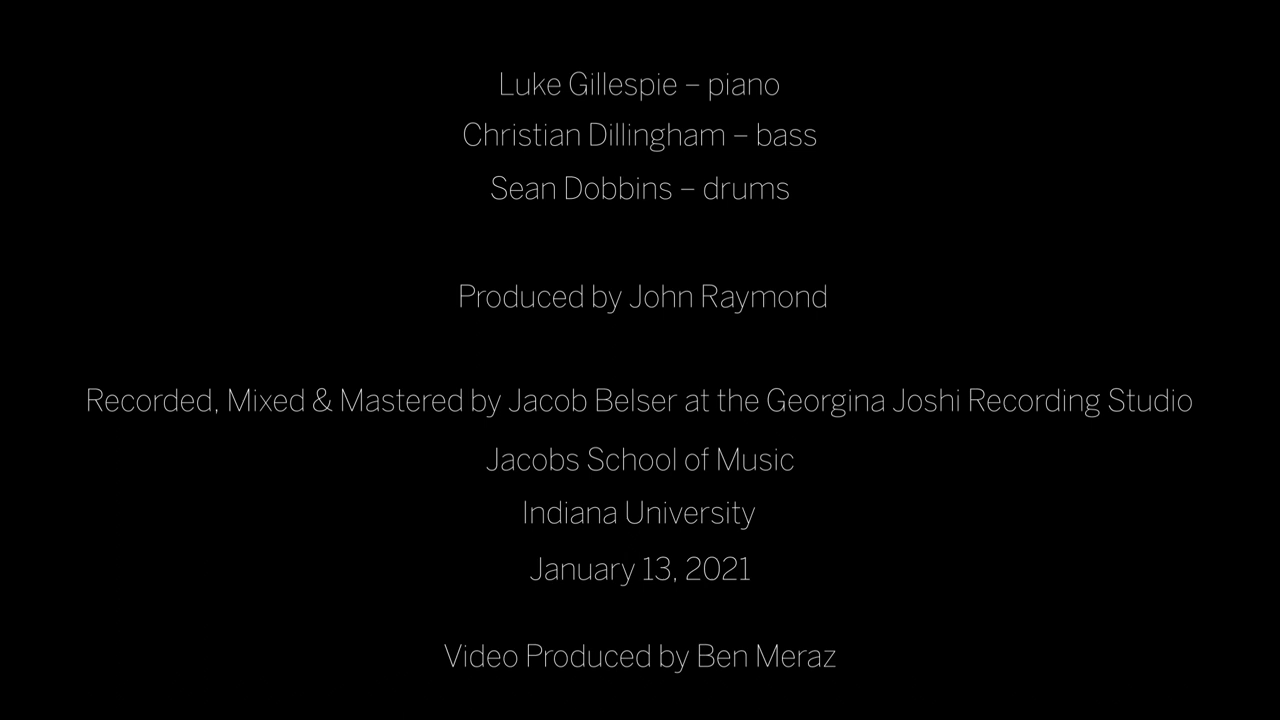 Luke Gillespie – piano
Christian Dillingham – bass
Sean Dobbins – drums
Produced by John Raymond
Recorded, Mixed & Mastered by Jacob Belser at the Georgina Joshi Recording Studio
Jacobs School of Music
Indiana University
January 13, 2021
Video Produced by Ben Meraz